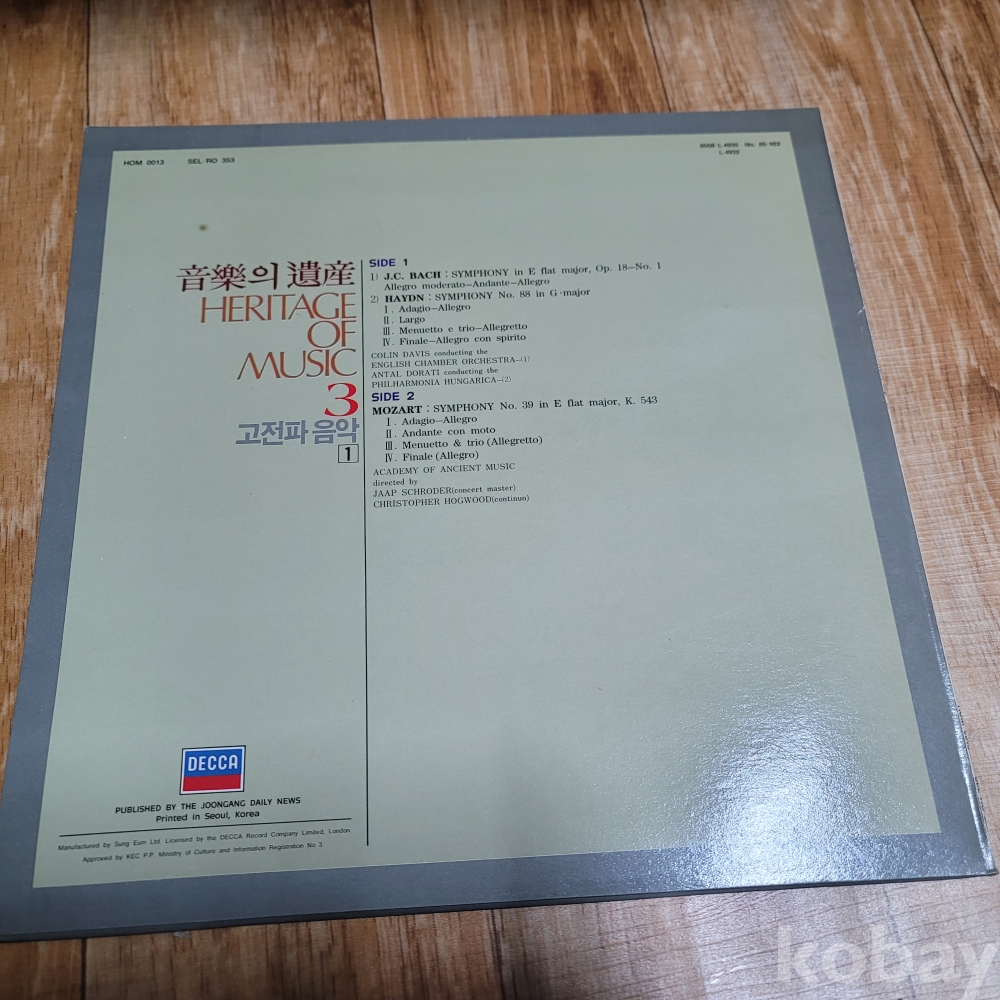 HOM 0013 SEL-RO 353
No. 85-922
L 4952
音樂의 遺産
HERITAGE
OF
MUSIC
3
고전파 음악
1
SIDE 1
1) J.C. BACH : SYMPHONY in E flat major, Op. 18-No. 1
Allegro moderato-Andante-Allegro
2) HAYDN : SYMPHONY No. 88 in G-major
Ⅰ. Adagio-Allegro
Ⅱ. Largo
Ⅲ. Menuetto e trio-Allegretto
Ⅳ. Finale-Allegro con spirito
COLIN DAVIS conducting the
ENGLISH CHAMBER ORCHESTRA-(1)
ANTAL DORATI conducting the
PHILHARMONIA HUNGARICA-(2)
SIDE 2
MOZART : SYMPHONY No. 39 in E flat major, K. 543
Ⅰ. Adagio-Allegro
Ⅱ. Andante con moto
Ⅲ. Menuetto & trio (Allegretto)
Ⅳ. Finale (Allegro)
ACADEMY OF ANCIENT MUSIC
directed by
JAAP SCHRODER(concert master)
CHRISTOPHER HOGWOOD(continuo)
DECCA
PUBLISHED BY THE JOONGANG DAILY NEWS
Printed in Seoul, Korea
Manufactured by Sung Eum Ltd. Licensed by the DECCA Record Company Limited, London.
Approved by KEC P.P. Ministry of Culture and Information Registration No 3
kobay